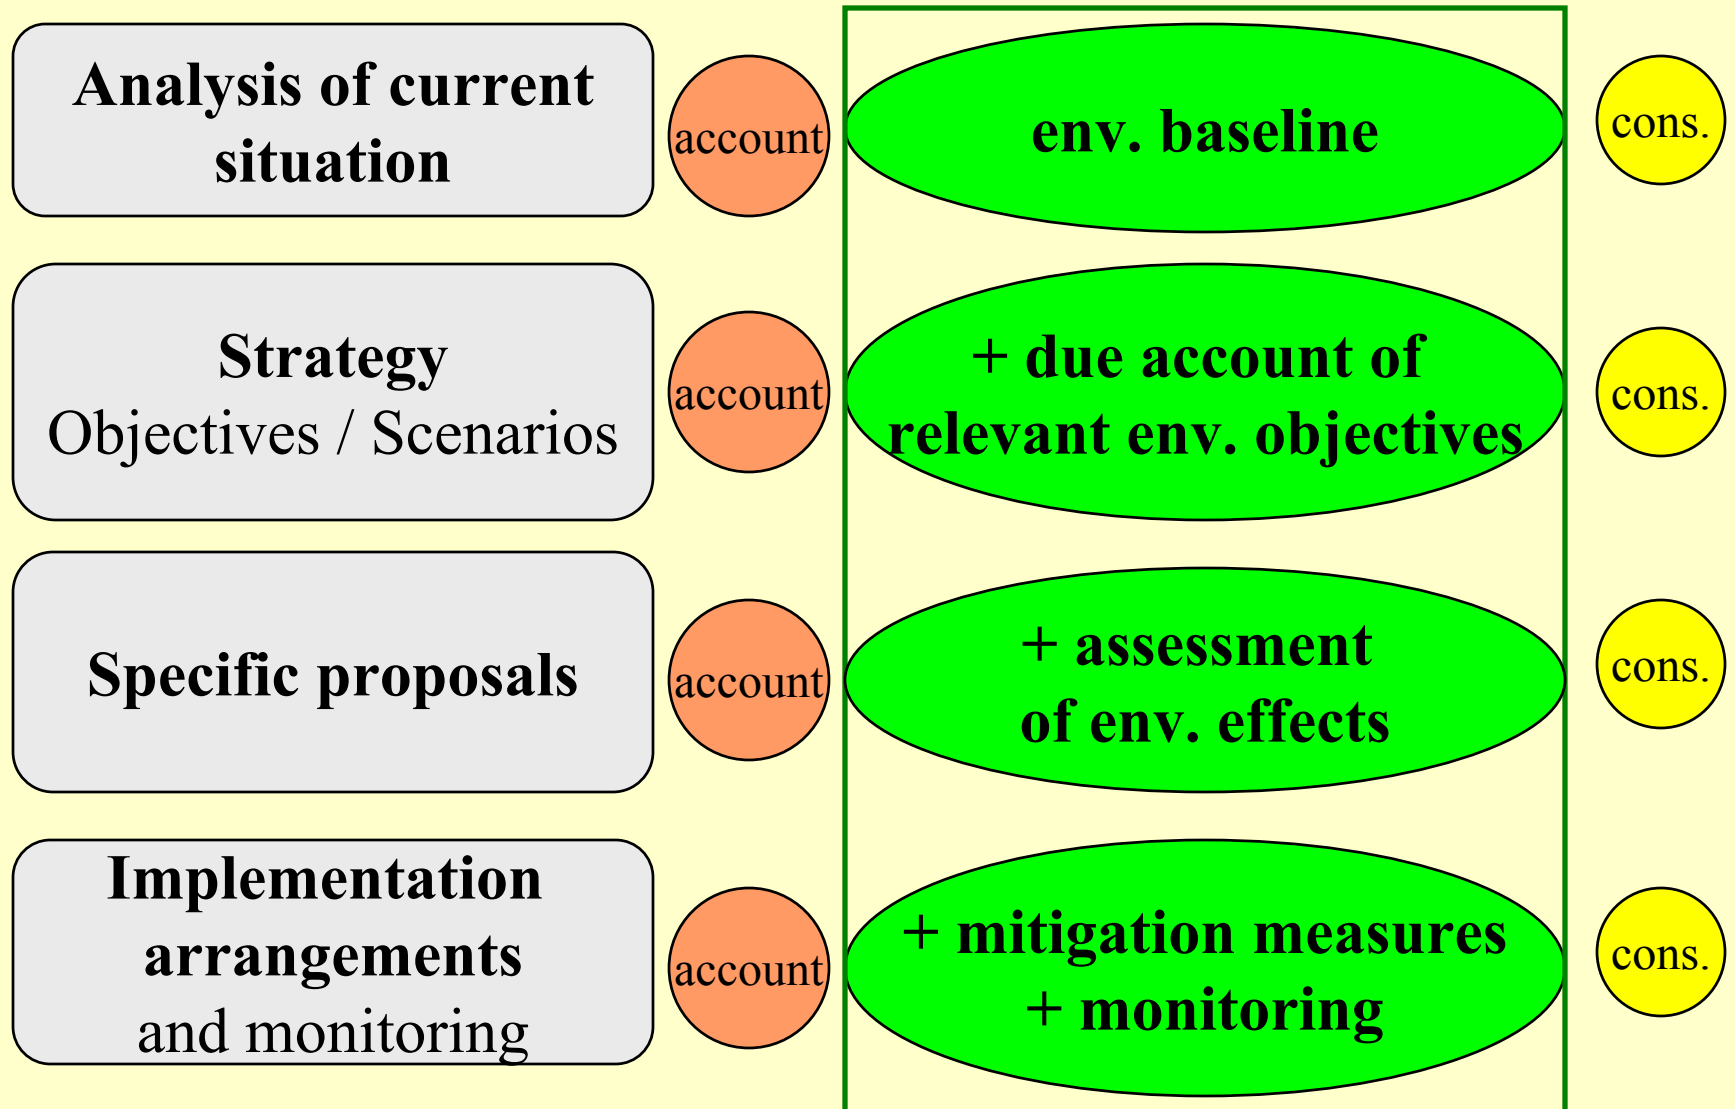 Analysis of current
situation
account
env. baseline
cons.
Strategy
Objectives / Scenarios
account
+ due account of
relevant env. objectives
cons.
Specific proposals
account
+ assessment
of env. effects
cons.
Implementation
arrangements
and monitoring
account
+ mitigation measures
+ monitoring
cons.